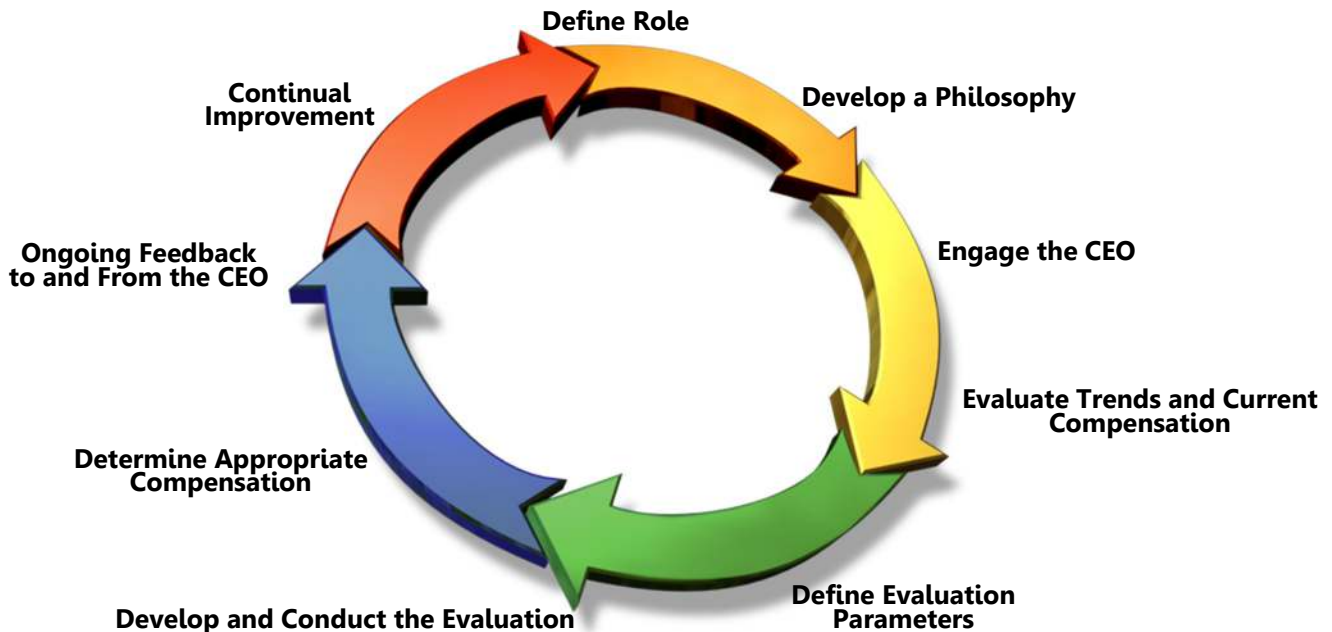 Define Role
Develop a Philosophy
Engage the CEO
Evaluate Trends and Current
Compensation
Define Evaluation
Parameters
Develop and Conduct the Evaluation
Determine Appropriate
Compensation
Ongoing Feedback
to and From the CEO
Continual
Improvement